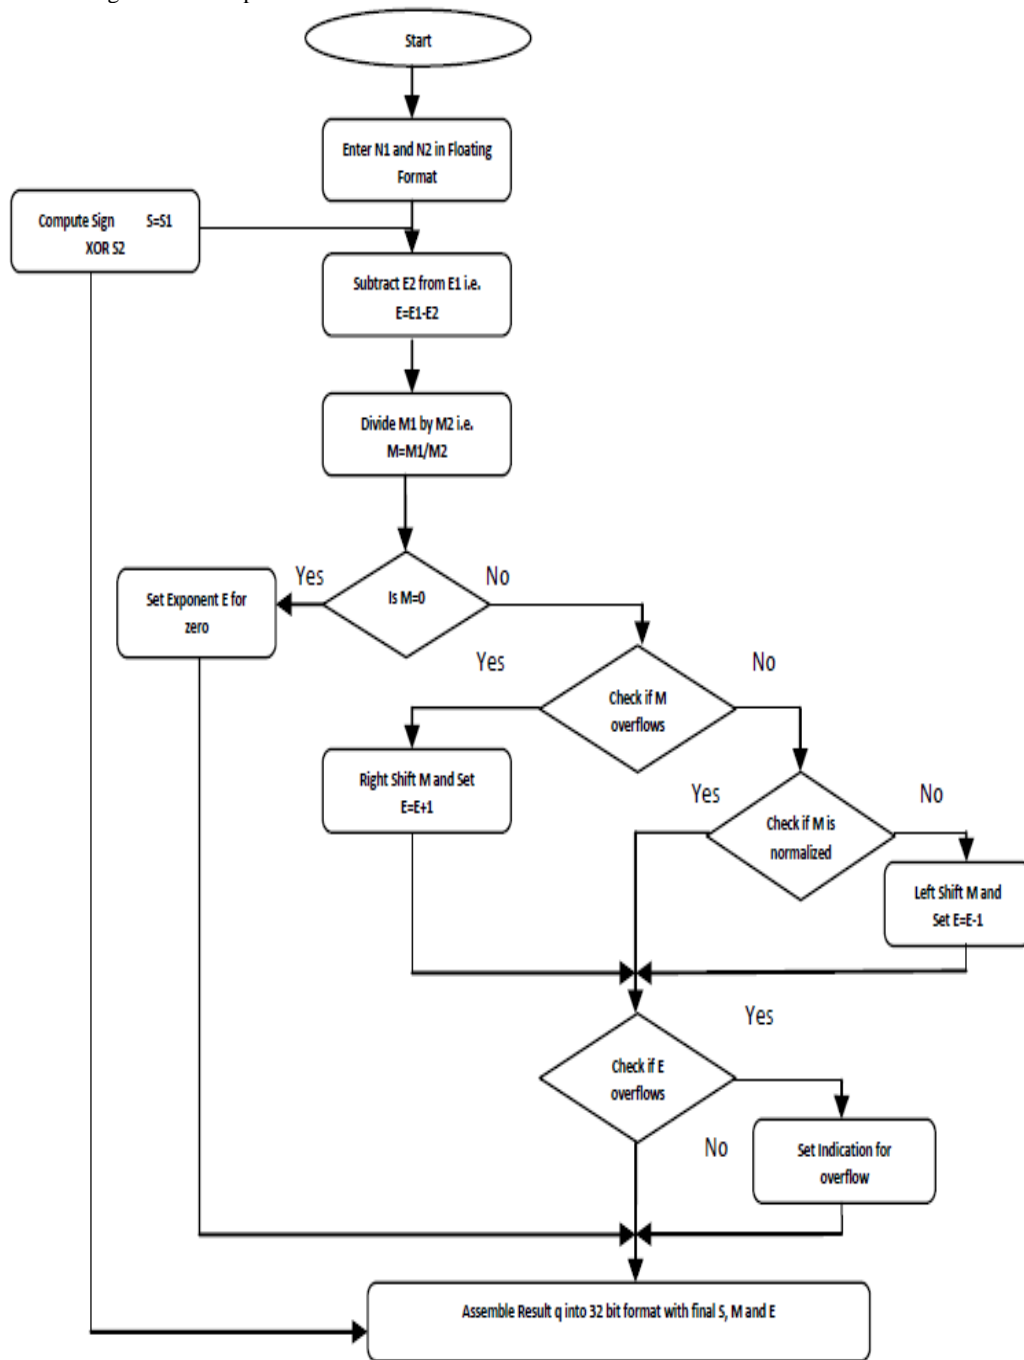 Start
Enter N1 and N2 in Floating
Format
Compute Sign S=S1
XOR S2
Subtract E2 from E1 i.e.
E=E1-E2
Divide M1 by M2 i.e.
M=M1/M2
Yes
No
Is M=0
Set Exponent E for
zero
Yes
No
Check if M
overflows
Right Shift M and Set
E=E+1
Yes
No
Check if M is
normalized
Left Shift M and
Set E=E-1
Yes
Check if E
overflows
No
Set Indication for
overflow
Assemble Result q into 32 bit format with final S, M and E